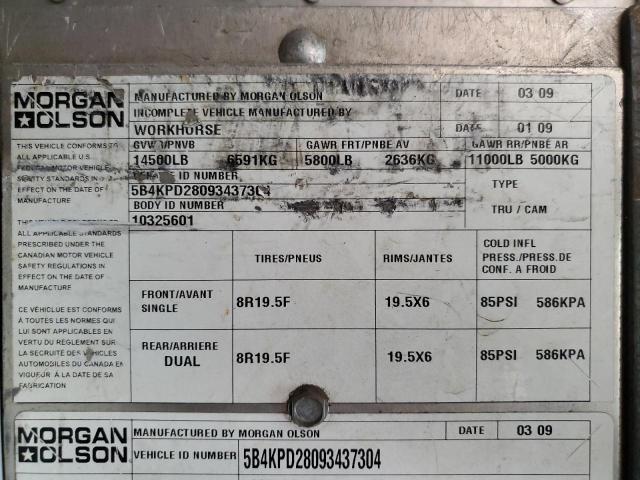 MORGAN
OLSON
MANUFACTURED BY MORGAN OLSON
DATE 03 09
INCOMPLETE VEHICLE MANUFACTURED BY
WORKHORSE
DATE 01 09
THIS VEHICLE CONFORMS TO
ALL APPLICABLE U.S.
FEDERAL MOTOR VEHICLE
SAFETY STANDARDS IN
EFFECT ON THE DATE OF
MANUFACTURE
GAWR FRT/PNBE AV
GAWR RR/PNBE AR
14500LB 6591KG 5800LB 2636KG 11000LB 5000KG
ID NUMBER
5B4KPD2809343730
TYPE
BODY ID NUMBER
TRU / CAM
10325601
ALL APPLICABLE STANDARDS
PRESCRIBED UNDER THE
CANADIAN MOTOR VEHICLE
SAFETY REGULATIONS IN
EFFECT ON THE DATE OF
MANUFACTURE
CE VÉHICLUE EST CONFORMS
À TOUTES LES NORMES QUI
LUI SONT APPLICABLES EN
VERTU DU RÈGLEMENT SUR
LA SECRUITÉ DES VÉHICLES
AUTOMOBILES DU CANADA EN
VIGUEUR À LA DATE DE SA
FABRICATION
TIRES/PNEUS RIMS/JANTES
COLD INFL
PRESS./PRESS.DE
CONF. A FROID
FRONT/AVANT
SINGLE
8R19.5F 19.5X6 85PSI 586KPA
REAR/ARRIERE
DUAL
8R19.5F 19.5X6 85PSI 586KPA
MORGAN
OLSON
MANUFACTURED BY MORGAN OLSON
DATE 03 09
VEHICLE ID NUMBER 5B4KPD28093437304